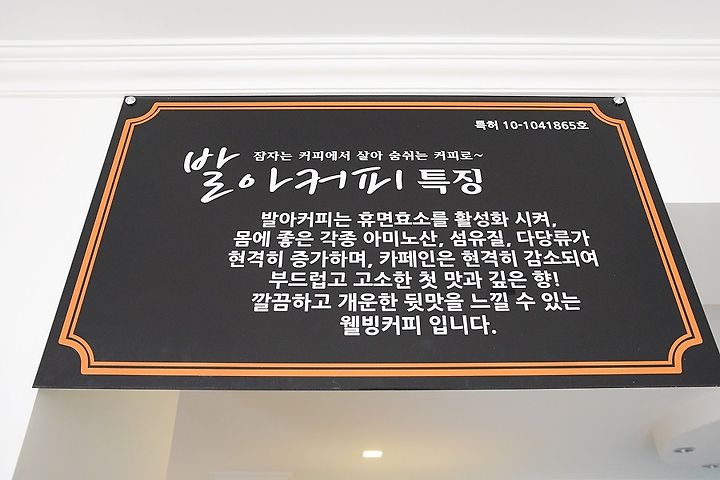 특허 10-1041865호
잠자는 커피에서 살아 숨쉬는 커피로~
발아커피 특징
발아커피는 휴면효소를 활성화 시켜,
몸에 좋은 각종 아미노산, 섬유질, 다당류가
현격히 증가하며, 카페인은 현격히 감소되여
부드럽고 고소한 첫 맛과 깊은 향!
깔끔하고 개운한 뒷맛을 느낄 수 있는
웰빙커피 입니다.